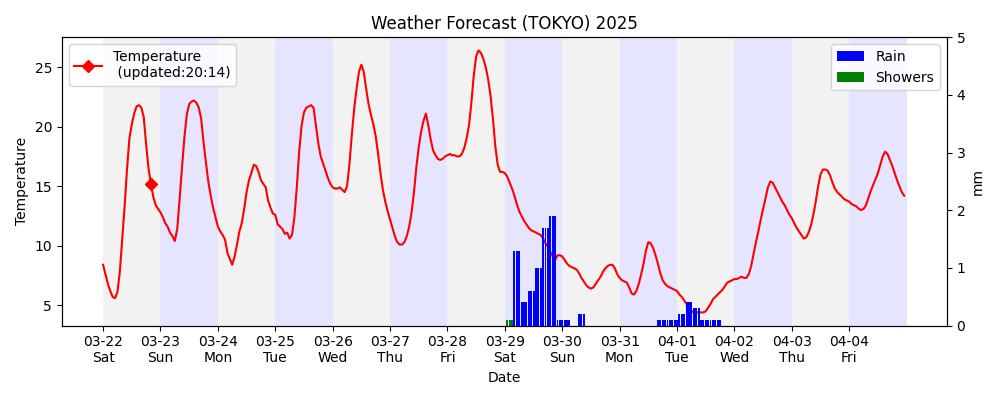 Weather Forecast (TOKYO) 2025
Temperature
(updated:20:14)
Rain
Showers
Temperature
25
20
15
10
5
5
4
3
2
1
0
mm
03-22 03-23 03-24 03-25 03-26 03-27 03-28 03-29 03-30 03-31 04-01 04-02 04-03 04-04
Sat Sun Mon Tue Wed Thu Fri Sat Sun Mon Tue Wed Thu Fri
Date